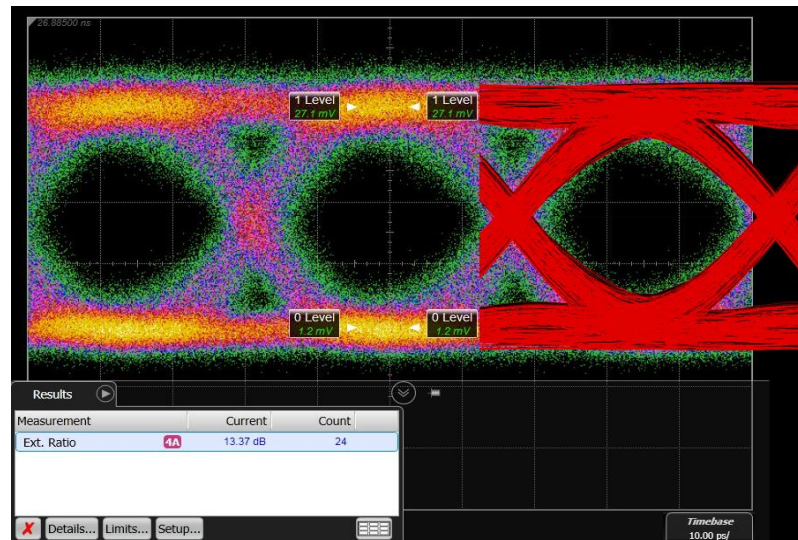 26.88500 ns
1 Level
27.1 mV
1 Level
27.1 mV
0 Level
1.2 mV
0 Level
1.2 mV
Results
Measurement Current Count
Ext. Ratio 4A 13.37 dB 24
Details... Limits... Setup...
Timebase
10.00 ps/